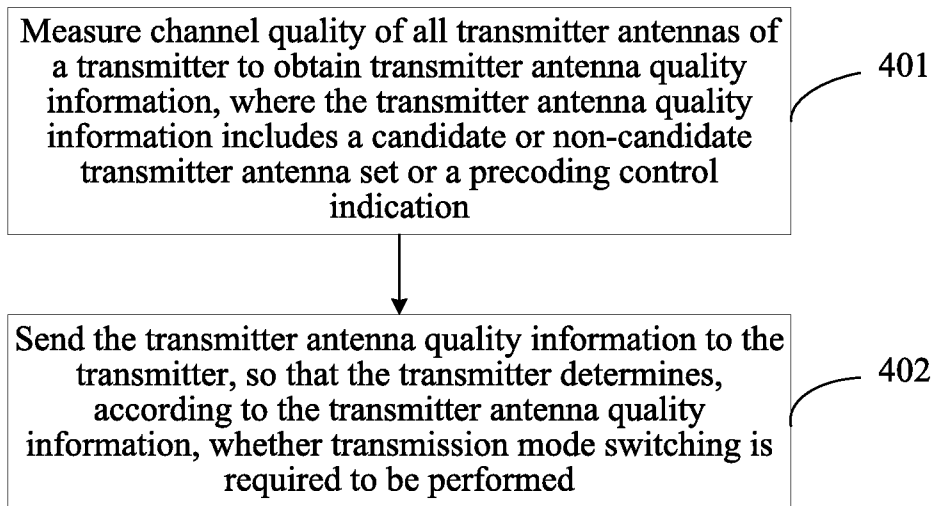 Measure channel quality of all transmitter antennas of
a transmitter to obtain transmitter antenna quality
information, where the transmitter antenna quality
information includes a candidate or non-candidate
transmitter antenna set or a precoding control
indication
401
Send the transmitter antenna quality information to the
transmitter, so that the transmitter determines,
according to the transmitter antenna quality
information, whether transmission mode switching is
required to be performed
402